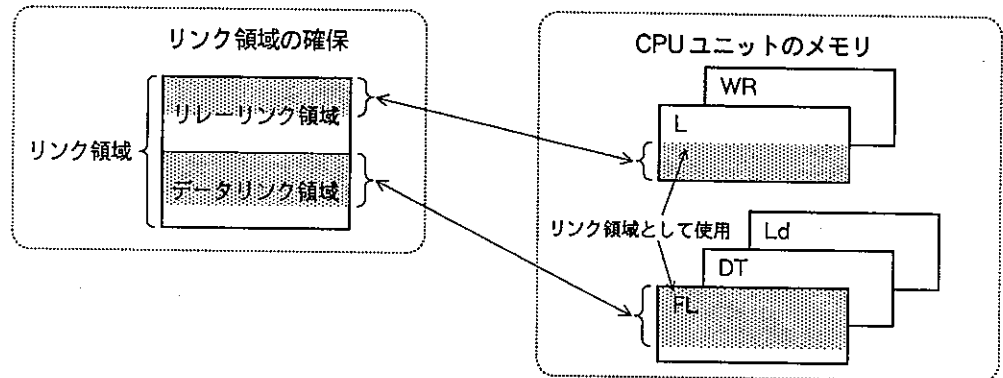 リンク領域の確保
リレーリンク領域
リンク領域
データリンク領域
CPUユニットのメモリ
WR
L
リンク領域として使用
Ld
DT
FL